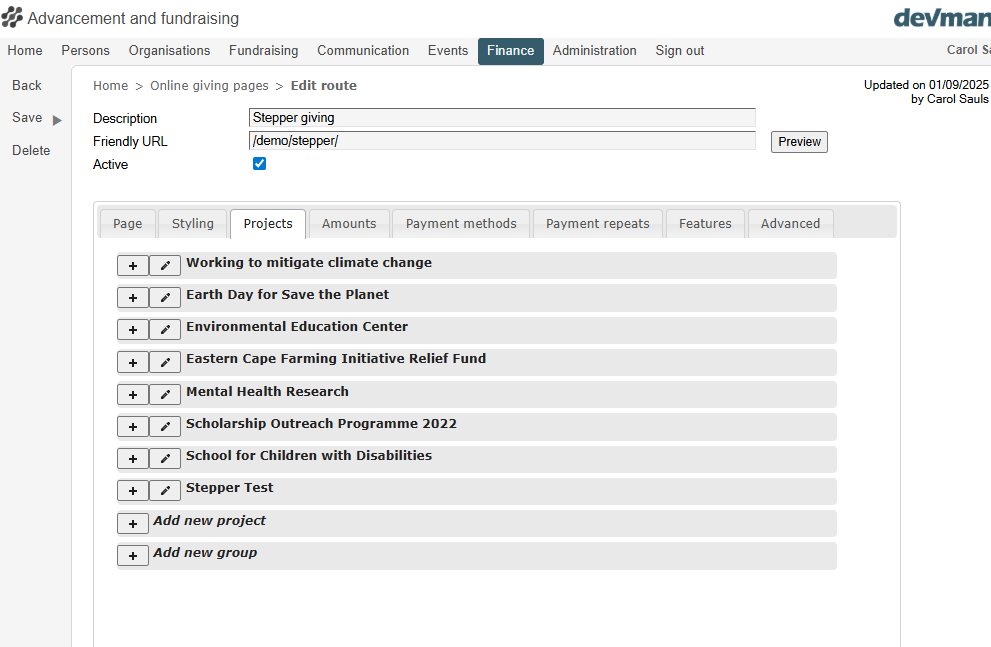 Advancement and fundraising
devman
Home Persons Organisations Fundraising Communication Events Finance Administration Sign out Carol
Back
Home > Online giving pages > Edit route
Updated on 01/09/2025
by Carol Sauls
Save
Description Stepper giving
Friendly URL /demo/stepper/ Preview
Delete
Active
Page Styling Projects Amounts Payment methods Payment repeats Features Advanced
+ Working to mitigate climate change
+ Earth Day for Save the Planet
+ Environmental Education Center
+ Eastern Cape Farming Initiative Relief Fund
+ Mental Health Research
+ Scholarship Outreach Programme 2022
+ School for Children with Disabilities
+ Stepper Test
+ Add new project
+ Add new group